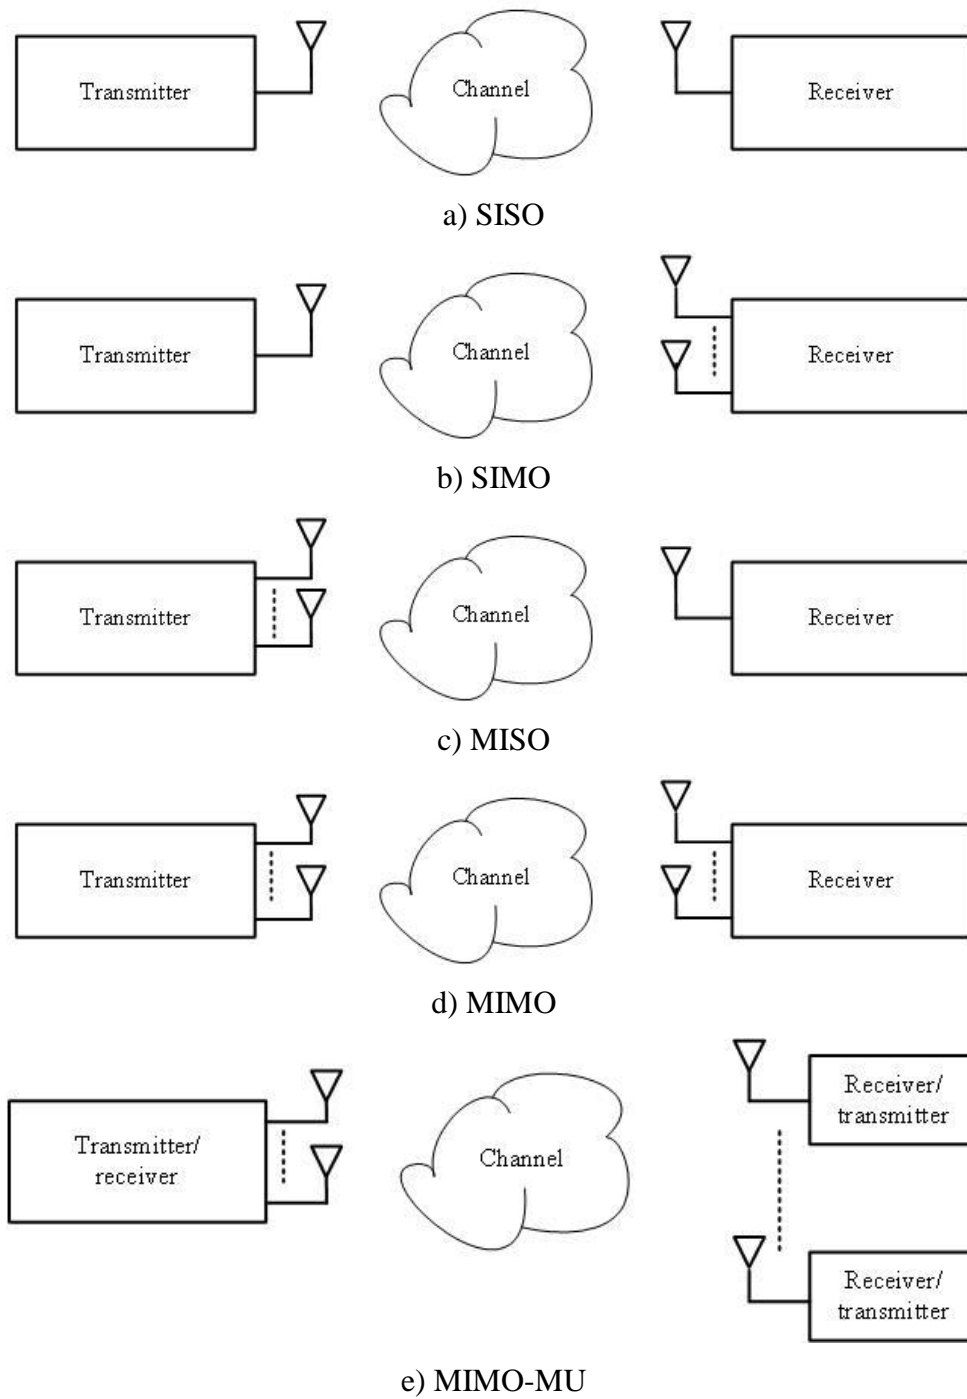 Transmitter
Channel
Receiver
a) SISO
Transmitter
Channel
Receiver
b) SIMO
Transmitter
Channel
Receiver
c) MISO
Transmitter
Channel
Receiver
d) MIMO
Transmitter/
receiver
Channel
Receiver/
transmitter
Receiver/
transmitter
e) MIMO-MU